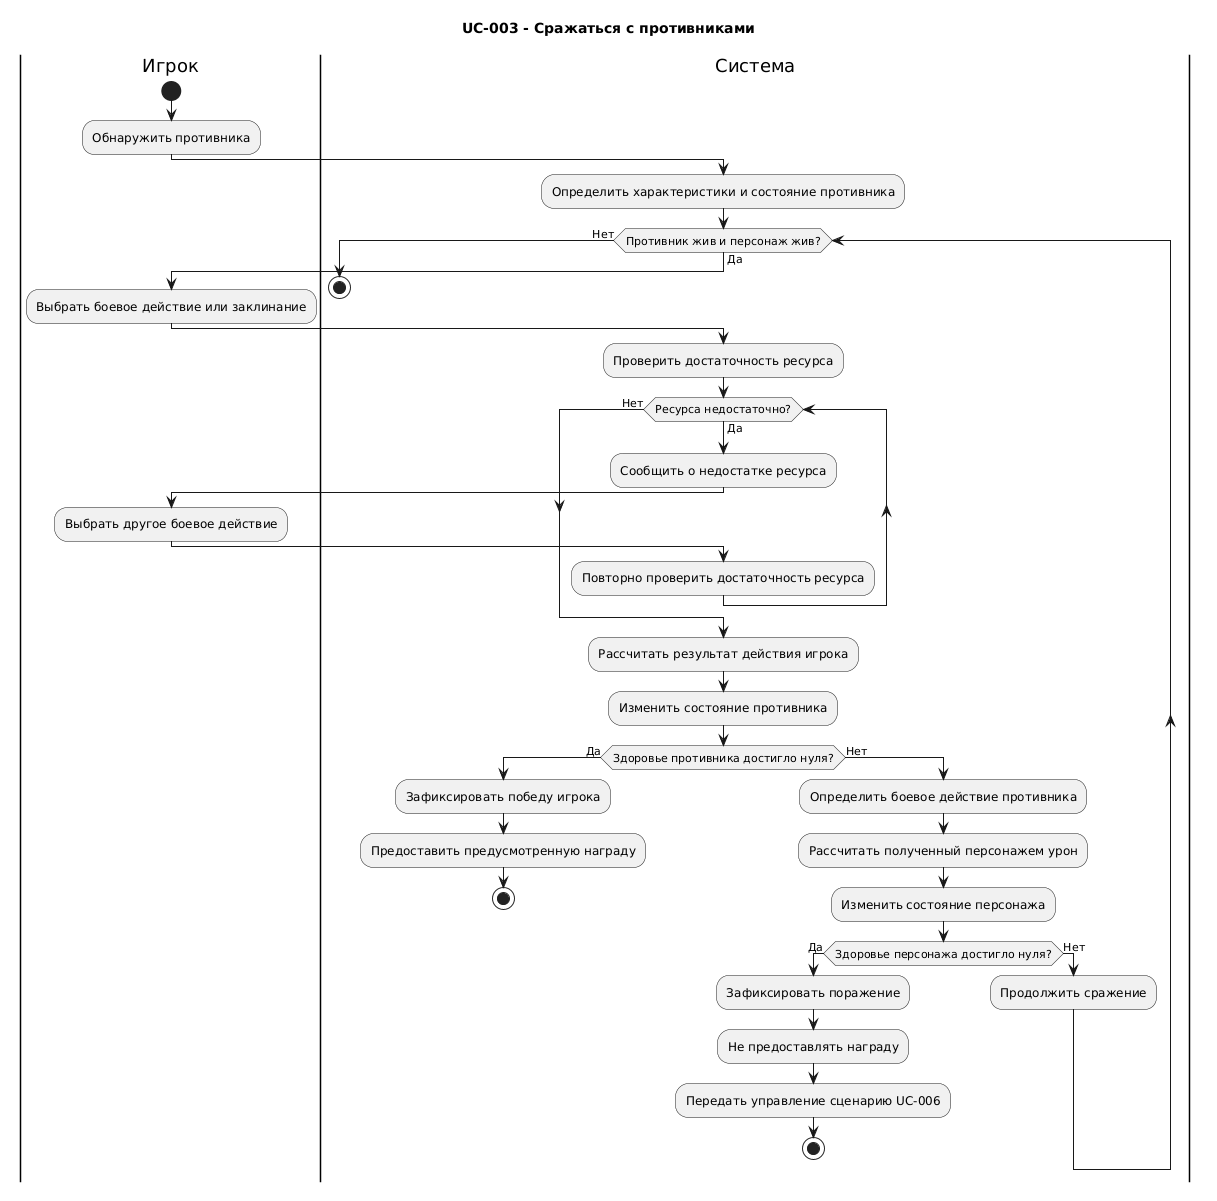 UC-003 - Сражаться с противниками
Игрок
Система
Обнаружить противника
Определить характеристики и состояние противника
Нет
Противник жив и персонаж жив?
Да
Выбрать боевое действие или заклинание
Проверить достаточность ресурса
Нет
Ресурса недостаточно?
Да
Сообщить о недостатке ресурса
Выбрать другое боевое действие
Повторно проверить достаточность ресурса
Рассчитать результат действия игрока
Изменить состояние противника
Да
Здоровье противника достигло нуля?
Нет
Зафиксировать победу игрока
Определить боевое действие противника
Предоставить предусмотренную награду
Рассчитать полученный персонажем урон
Изменить состояние персонажа
Да
Здоровье персонажа достигло нуля?
Нет
Зафиксировать поражение
Продолжить сражение
Не предоставлять награду
Передать управление сценарию UC-006